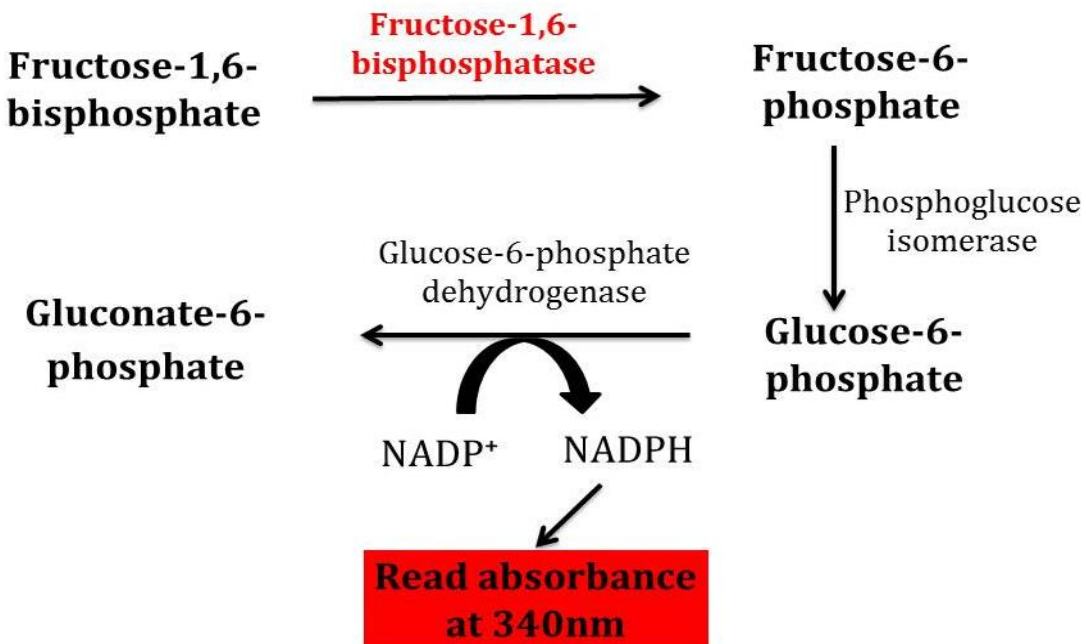 Fructose-1,6-
bisphosphate
Fructose-1,6-
bisphosphatase
Fructose-6-
phosphate
Phosphoglucose
isomerase
Glucose-6-
phosphate
Glucose-6-phosphate
dehydrogenase
Gluconate-6-
phosphate
NADP⁺
NADPH
Read absorbance
at 340nm